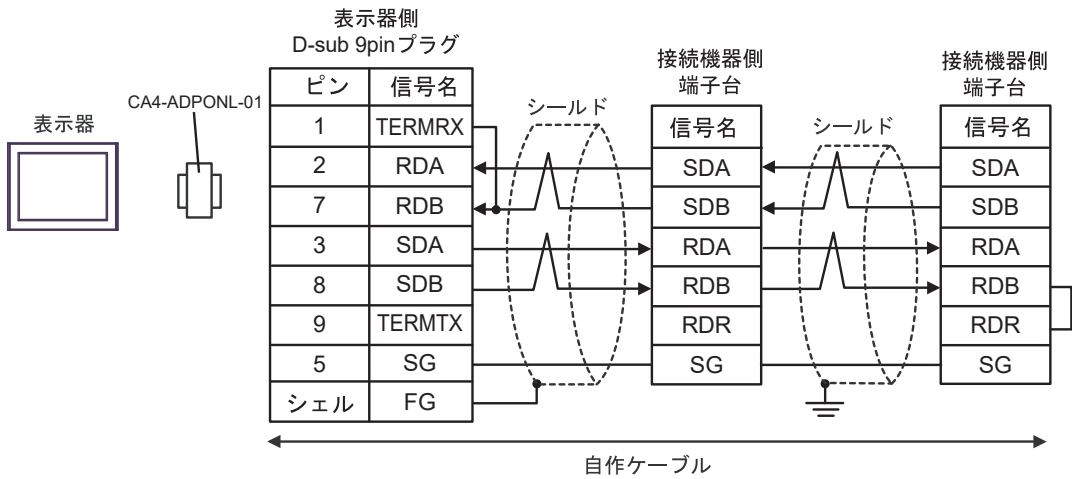 表示器側
D-sub 9pinプラグ
接続機器側
端子台
接続機器側
端子台
CA4-ADPONL-01
表示器
シールド
シールド
ピン 信号名
1 TERMRX
2 RDA
7 RDB
3 SDA
8 SDB
9 TERMTX
5 SG
シェル FG
信号名
SDA
SDB
RDA
RDB
RDR
SG
信号名
SDA
SDB
RDA
RDB
RDR
SG
自作ケーブル